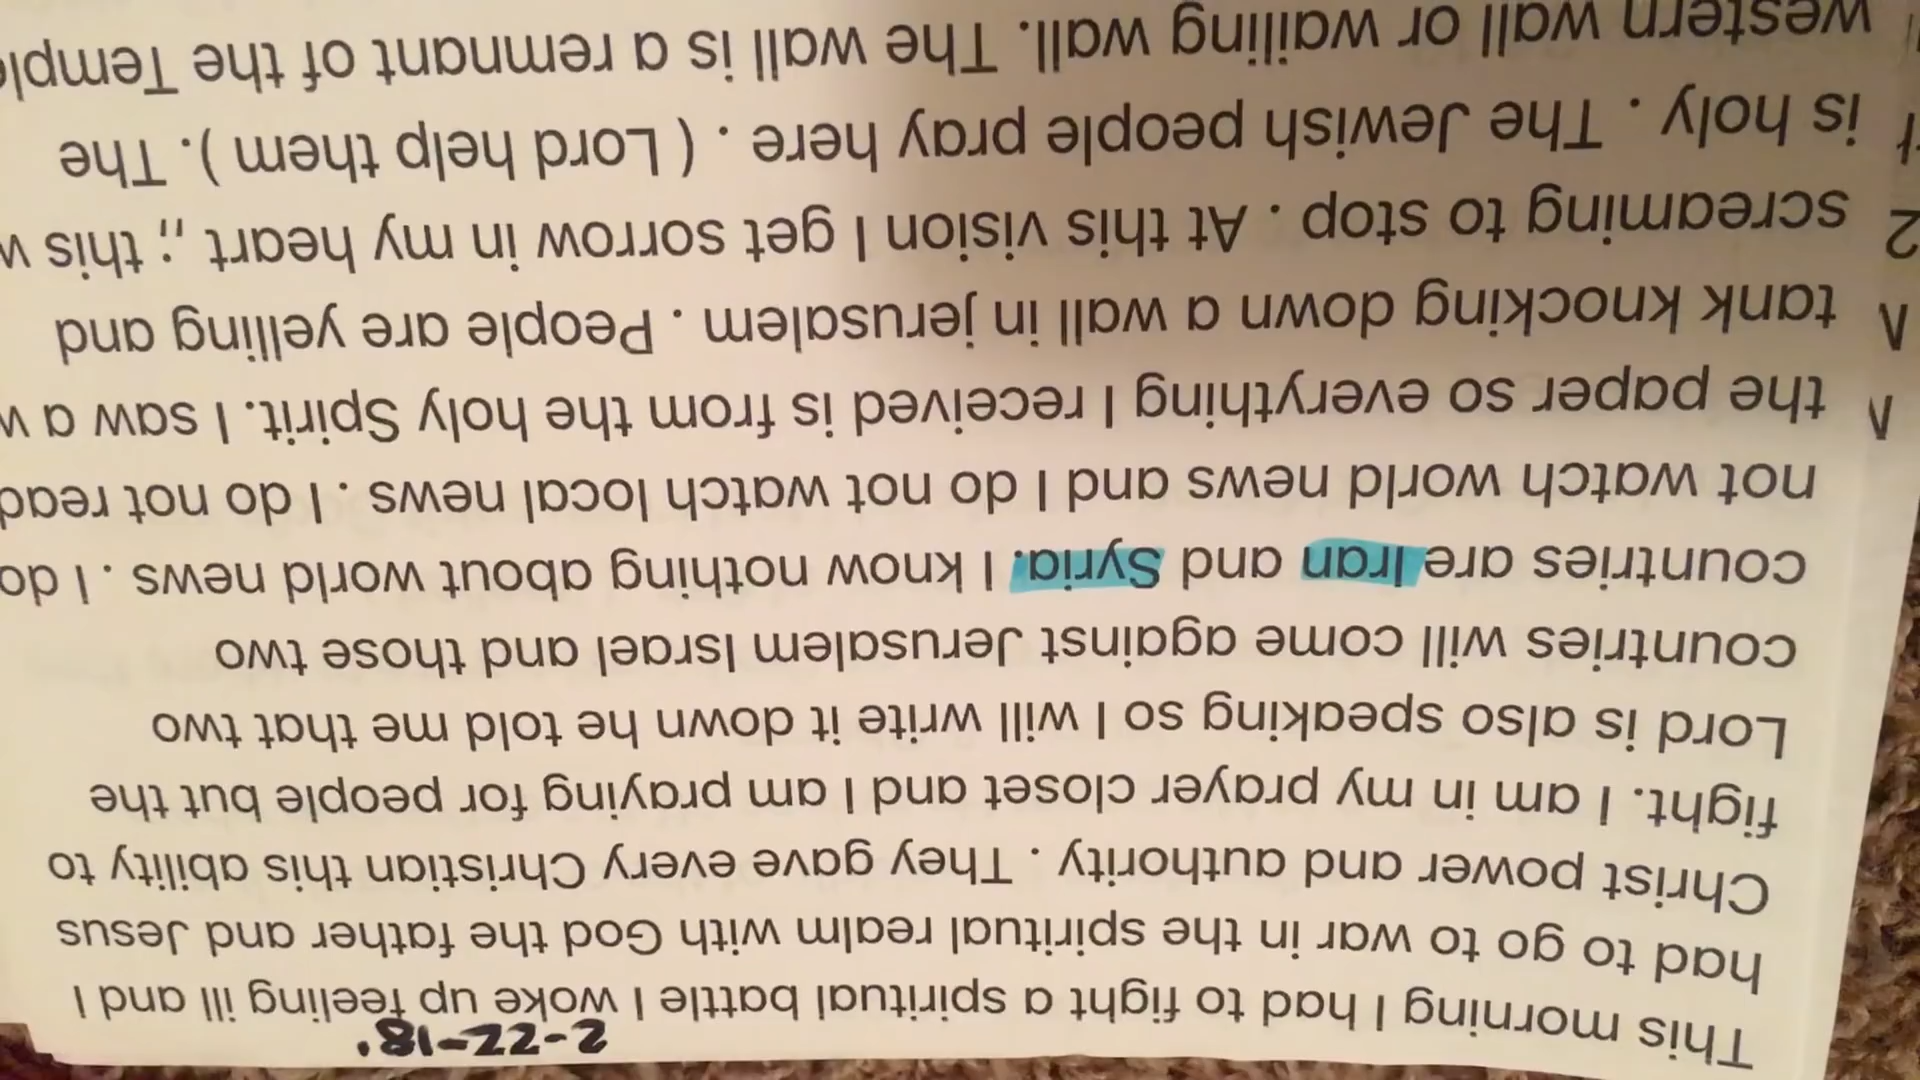 2-22-18.
This morning I had to fight a spiritual battle I woke up feeling ill and I
had to go to war in the spiritual realm with God the father and Jesus
Christ power and authority . They gave every Christian this ability to
fight. I am in my prayer closet and I am praying for people but the
Lord is also speaking so I will write it down he told me that two
countries will come against Jerusalem Israel and those two
countries are Iran and Syria. I know nothing about world news . I do
not watch world news and I do not watch local news . I do not read
the paper so everything I received is from the holy Spirit. I saw a
tank knocking down a wall in jerusalem . People are yelling and
screaming to stop . At this vision I get sorrow in my heart ,; this
is holy . The Jewish people pray here . ( Lord help them ). The
western wall or wailing wall. The wall is a remnant of the